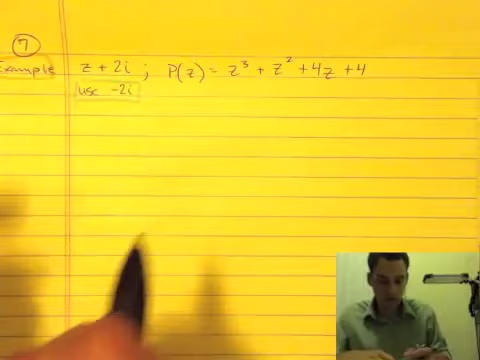 7
Example z + 2i ; P(z) = z³ + z² + 4z + 4
use -2i